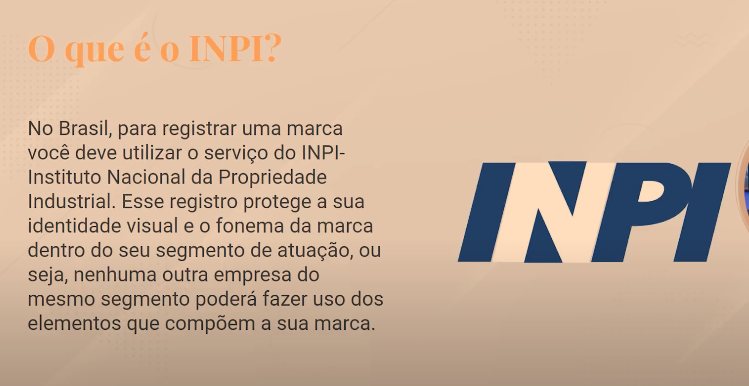 O que é o INPI?
No Brasil, para registrar uma marca
você deve utilizar o serviço do INPI-
Instituto Nacional da Propriedade
Industrial. Esse registro protege a sua
identidade visual e o fonema da marca
dentro do seu segmento de atuação, ou
seja, nenhuma outra empresa do
mesmo segmento poderá fazer uso dos
elementos que compõem a sua marca.
INPI